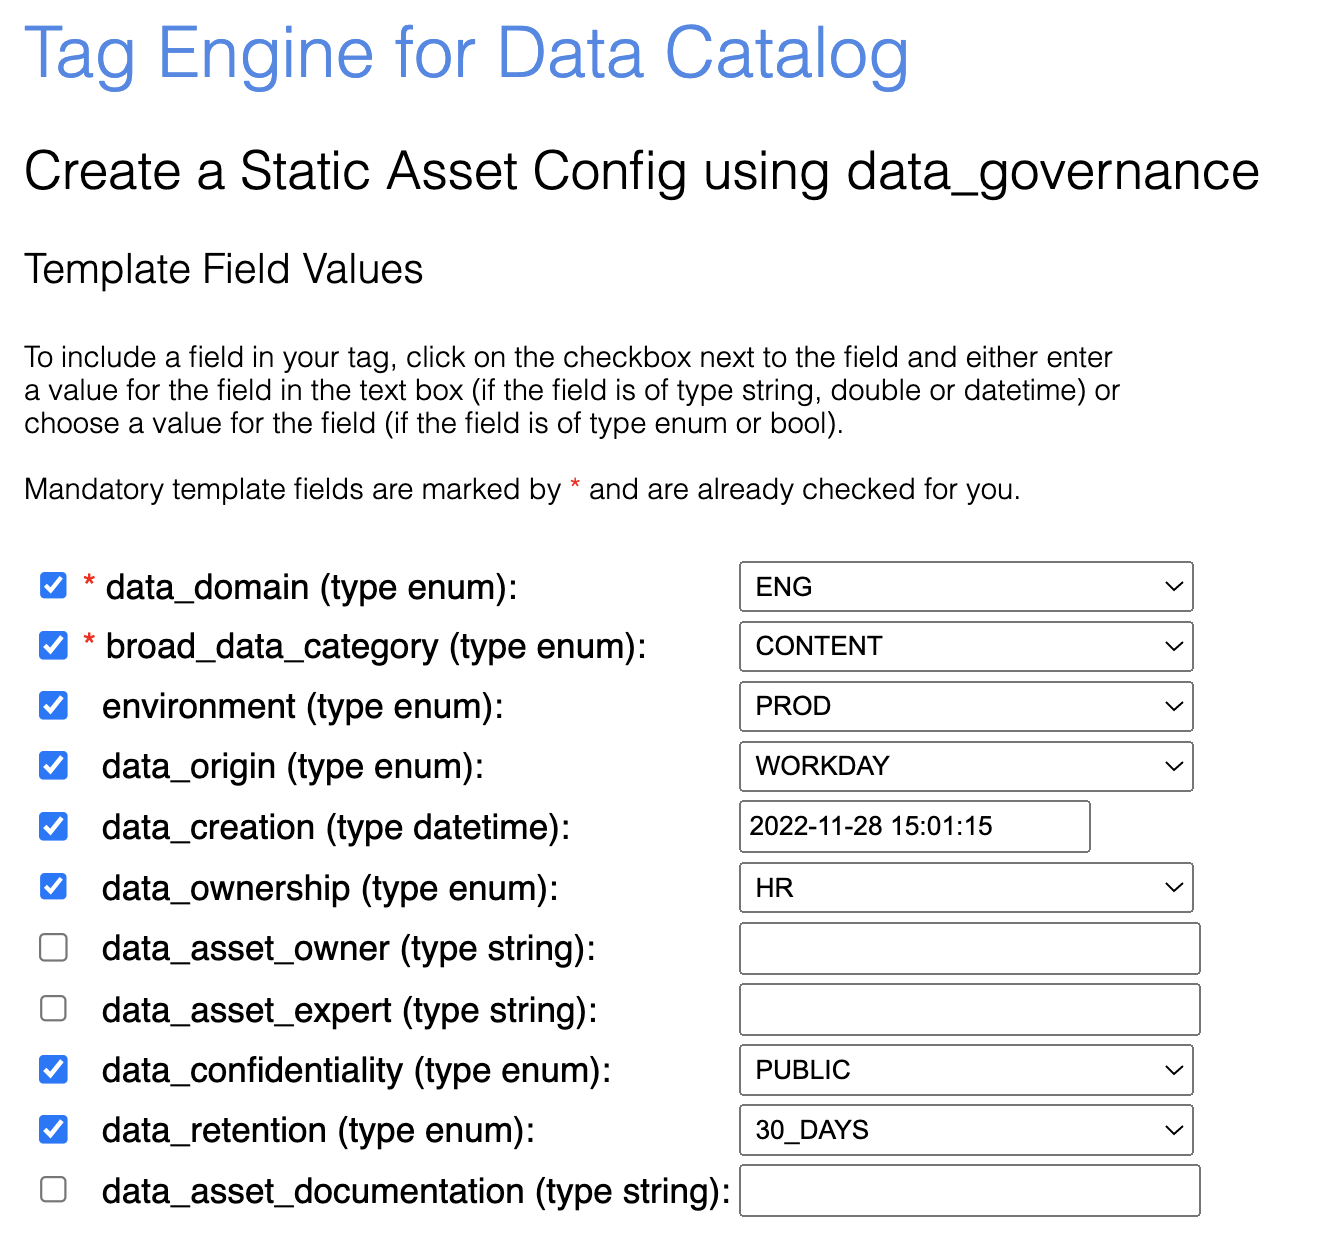 Tag Engine for Data Catalog
Create a Static Asset Config using data_governance
Template Field Values
To include a field in your tag, click on the checkbox next to the field and either enter
a value for the field in the text box (if the field is of type string, double or datetime) or
choose a value for the field (if the field is of type enum or bool).
Mandatory template fields are marked by * and are already checked for you.
* data_domain (type enum): ENG
* broad_data_category (type enum): CONTENT
environment (type enum): PROD
data_origin (type enum): WORKDAY
data_creation (type datetime): 2022-11-28 15:01:15
data_ownership (type enum): HR
data_asset_owner (type string):
data_asset_expert (type string):
data_confidentiality (type enum): PUBLIC
data_retention (type enum): 30_DAYS
data_asset_documentation (type string):